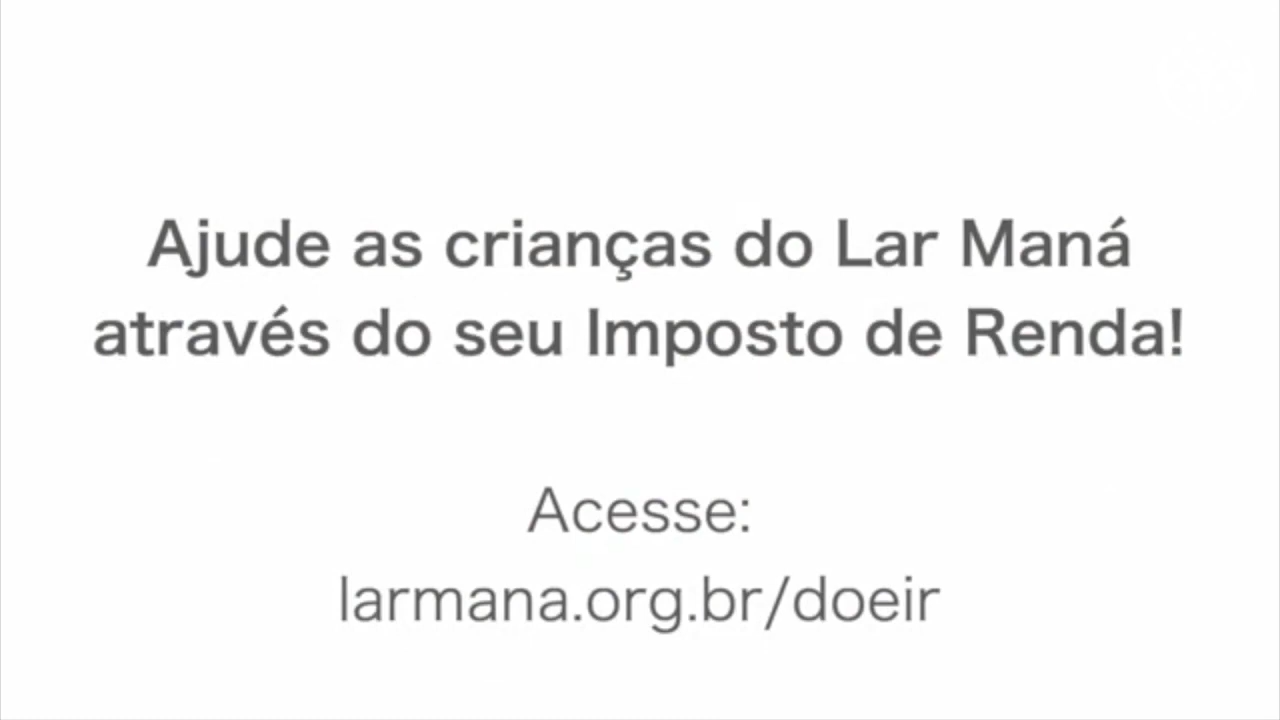 Ajude as crianças do Lar Maná
através do seu Imposto de Renda!
Acesse:
larmana.org.br/doeir